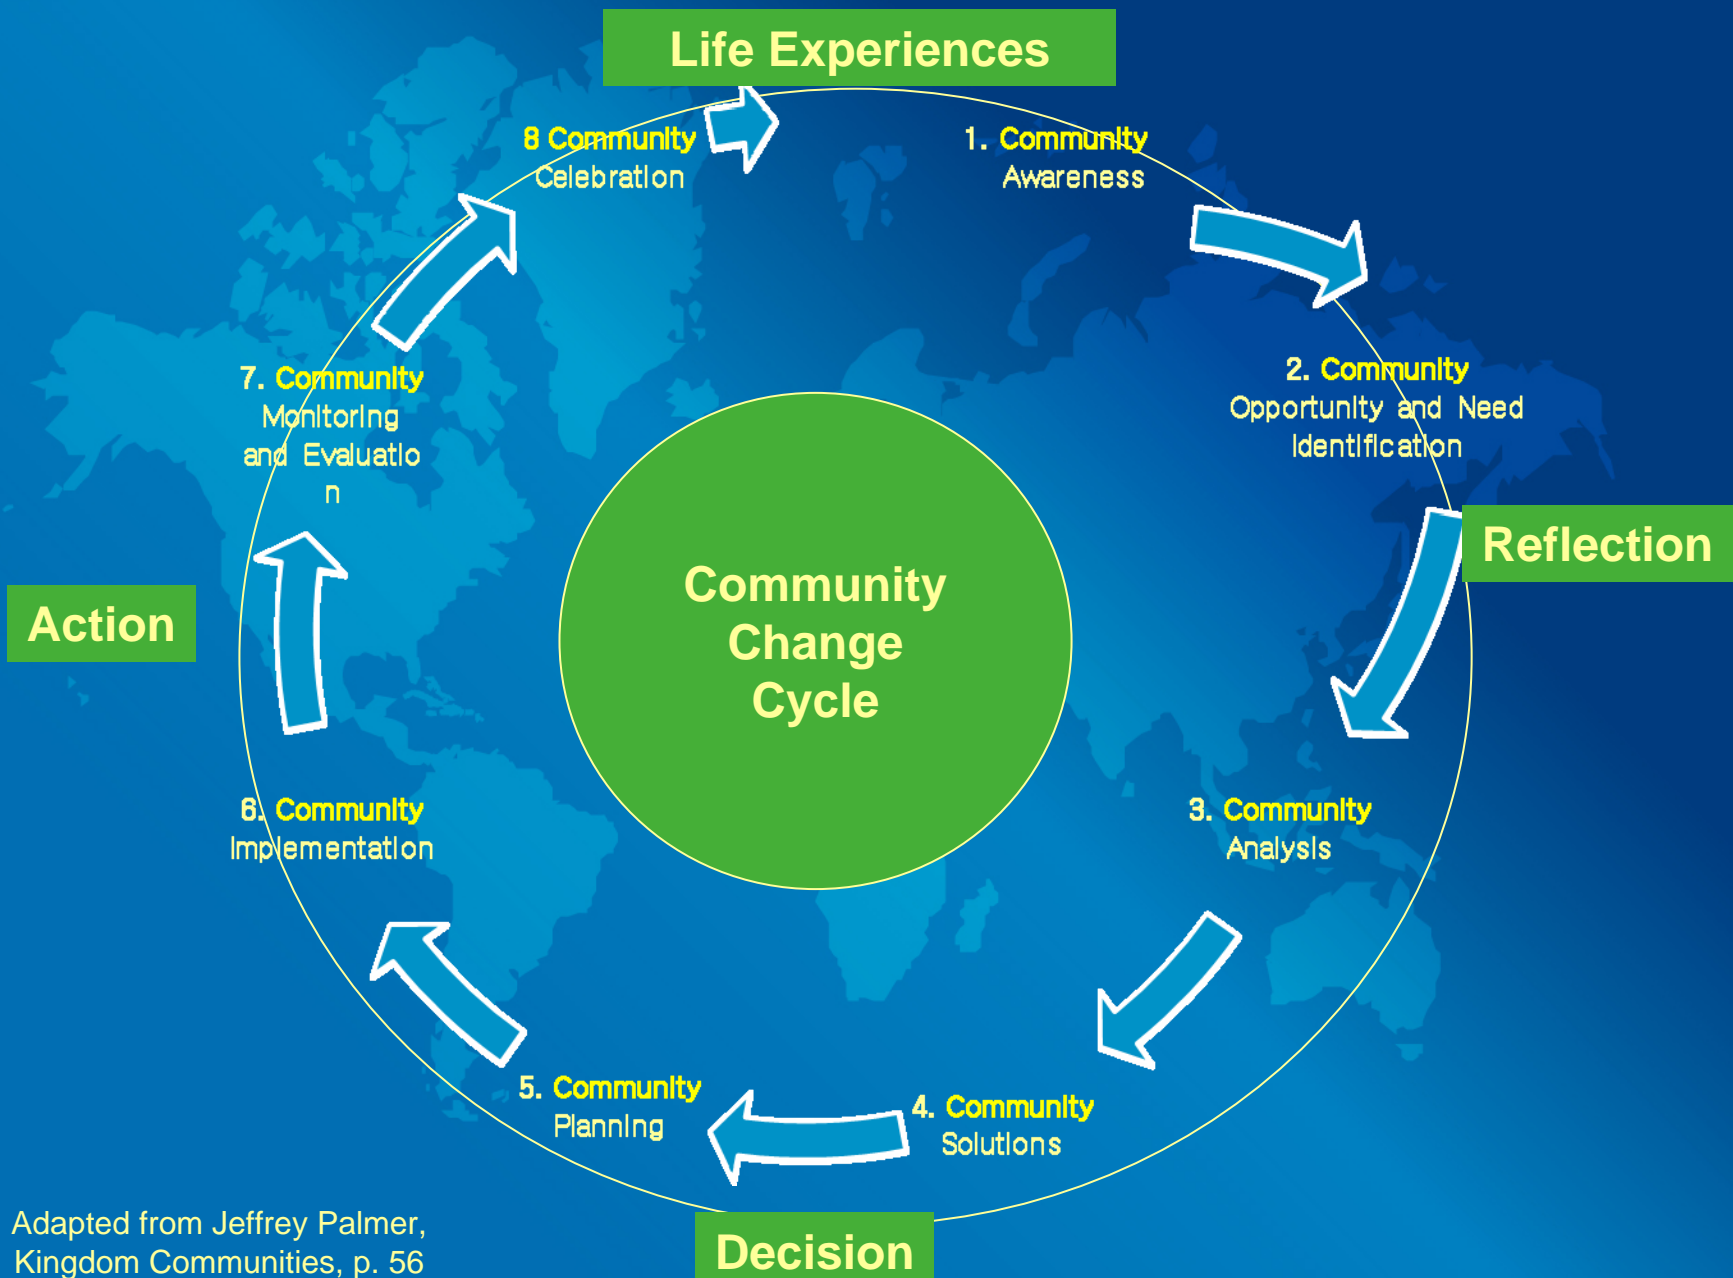 Life Experiences
8 Community
Celebration
1. Community
Awareness
2. Community
Opportunity and Need
Identification
7. Community
Monitoring
and Evaluatio
n
Reflection
Action
Community
Change
Cycle
3. Community
Analysis
6. Community
Implementation
5. Community
Planning
4. Community
Solutions
Decision
Adapted from Jeffrey Palmer,
Kingdom Communities, p. 56